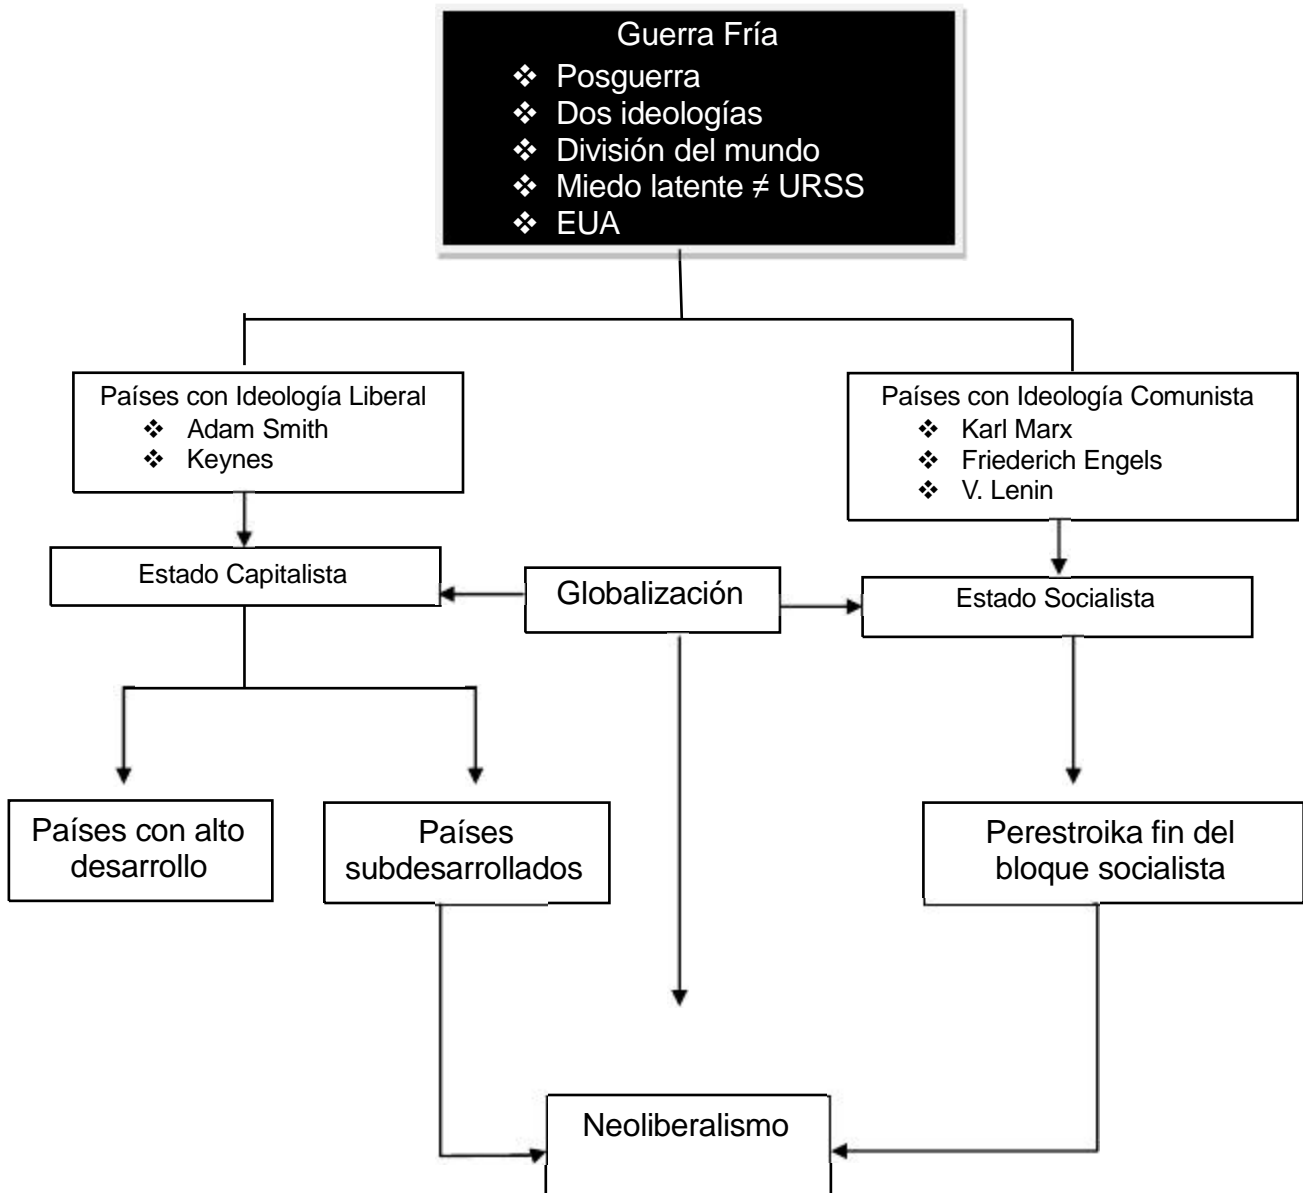 Guerra Fría
❖ Posguerra
❖ Dos ideologías
❖ División del mundo
❖ Miedo latente ≠ URSS
❖ EUA
Países con Ideología Liberal
❖ Adam Smith
❖ Keynes
Países con Ideología Comunista
❖ Karl Marx
❖ Friederich Engels
❖ V. Lenin
Estado Capitalista
Globalización
Estado Socialista
Países con alto
desarrollo
Países
subdesarrollados
Perestroika fin del
bloque socialista
Neoliberalismo